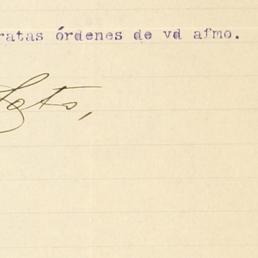 ratas órdenes de vd afmo.